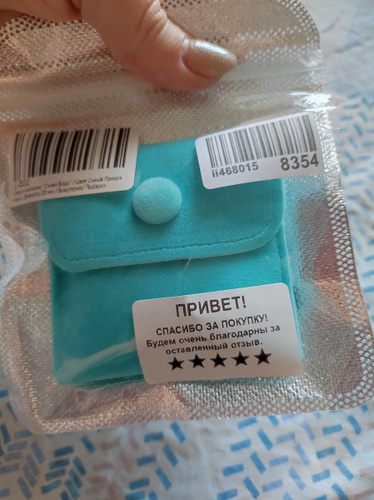 ii468015 8354
ПРИВЕТ!
СПАСИБО ЗА ПОКУПКУ!
Будем очень благодарны за
оставленный отзыв.
★★★★★